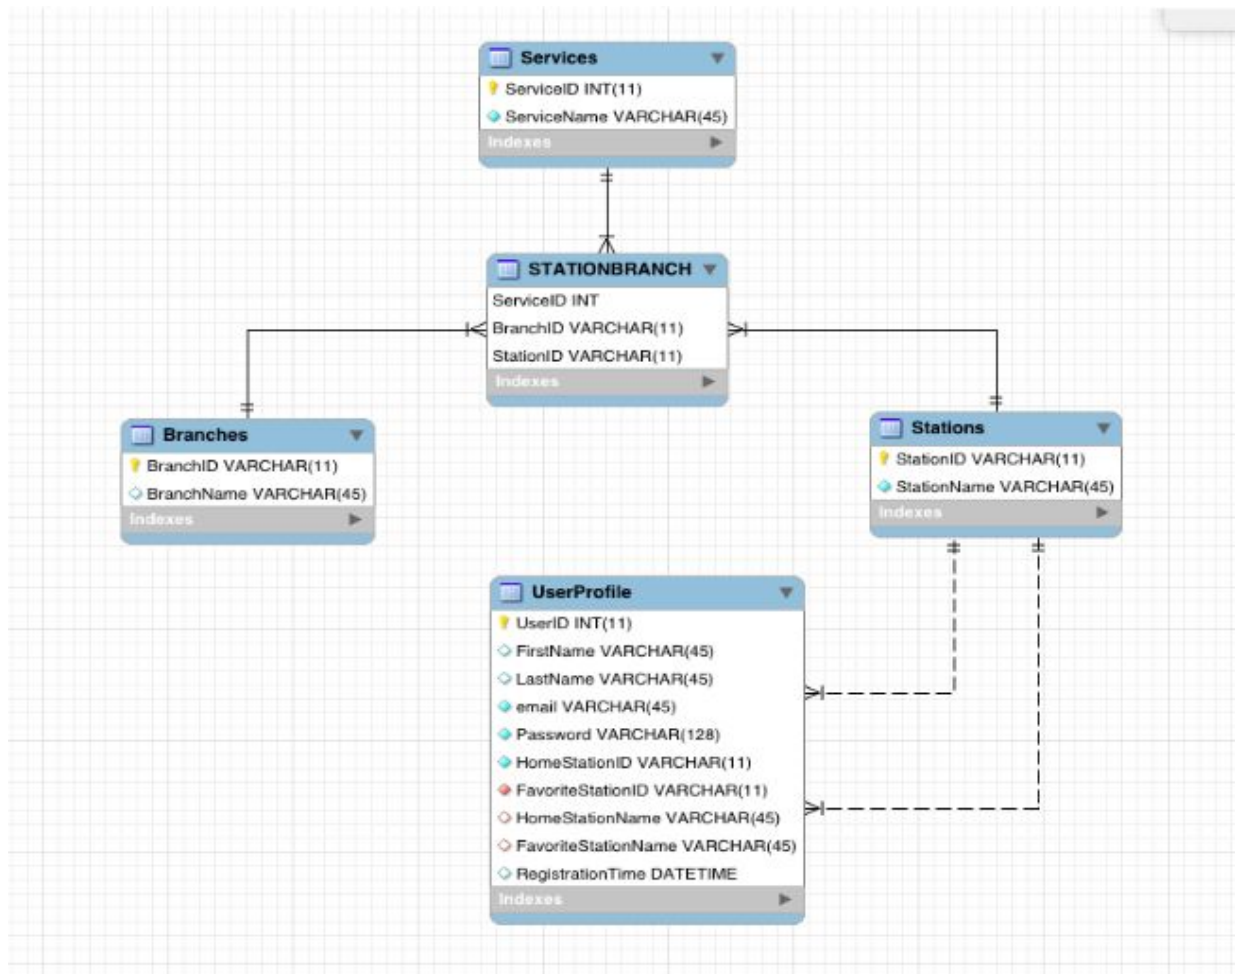 Services
ServiceID INT(11)
ServiceName VARCHAR(45)
Indexes
STATIONBRANCH
ServiceID INT
BranchID VARCHAR(11)
StationID VARCHAR(11)
Indexes
Branches
BranchID VARCHAR(11)
BranchName VARCHAR(45)
Indexes
Stations
StationID VARCHAR(11)
StationName VARCHAR(45)
Indexes
UserProfile
UserID INT(11)
FirstName VARCHAR(45)
LastName VARCHAR(45)
email VARCHAR(45)
Password VARCHAR(128)
HomeStationID VARCHAR(11)
FavoriteStationID VARCHAR(11)
HomeStationName VARCHAR(45)
FavoriteStationName VARCHAR(45)
RegistrationTime DATETIME
Indexes